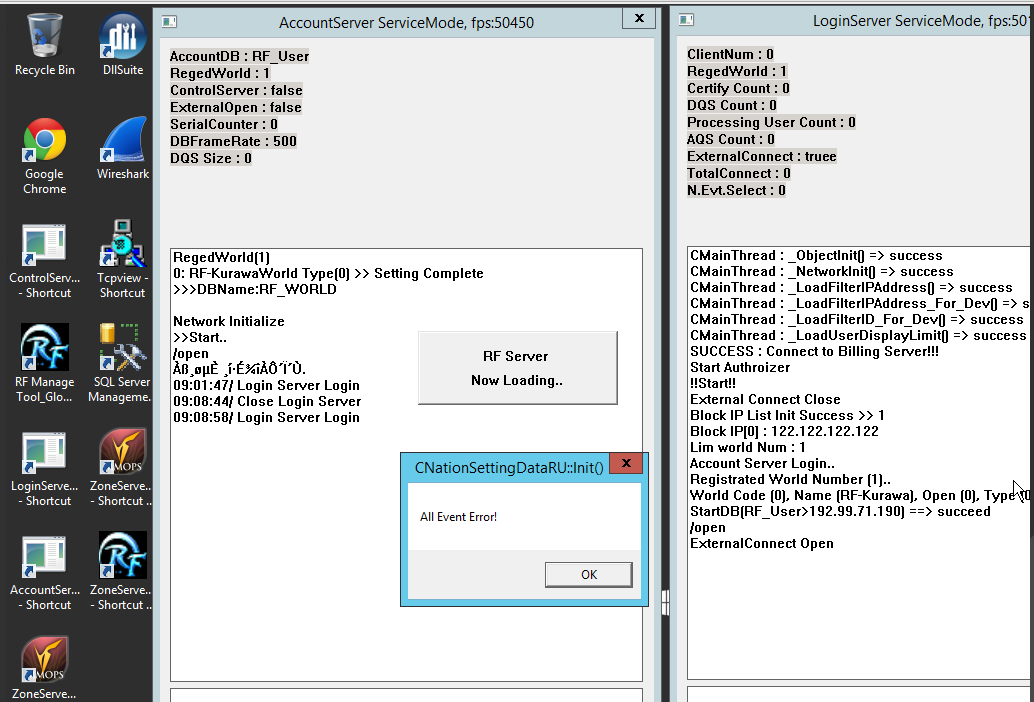 Recycle Bin
DllSuite
Google
Chrome
Wireshark
ControlServ...
- Shortcut
Tcpview -
Shortcut
RF Manage
Tool_Glo...
SQL Server
Manageme.
LoginServe...
- Shortcut
MOPS
ZoneServe...
- Shortcut ..
AccountSer...
- Shortcut
ZoneServe...
- Shortcut ..
MOPS
ZoneServe...
AccountServer ServiceMode, fps:50450
AccountDB : RF_User
RegedWorld : 1
ControlServer : false
ExternalOpen : false
SerialCounter : 0
DBFrameRate : 500
DQS Size : 0
RegedWorld(1)
0: RF-KurawaWorld Type(0) >> Setting Complete
>>>DBName:RF_WORLD
Network Initialize
>>Start..
/open
Àß¸øµÈ ¸í·É¾îÀÔ´Ï´Ù.
09:01:47/ Login Server Login
09:08:44/ Close Login Server
09:08:58/ Login Server Login
RF Server
Now Loading..
CNationSettingDataRU::Init()
All Event Error!
OK
LoginServer ServiceMode, fps:501
ClientNum : 0
RegedWorld : 1
Certify Count : 0
DQS Count : 0
Processing User Count : 0
AQS Count : 0
ExternalConnect : truee
TotalConnect : 0
N.Evt.Select : 0
CMainThread : _ObjectInit() => success
CMainThread : _NetworkInit() => success
CMainThread : _LoadFilterIPAddress() => success
CMainThread : _LoadFilterIPAddress_For_Dev() => s
CMainThread : _LoadFilterID_For_Dev() => success
CMainThread : _LoadUserDisplayLimit() => success
SUCCESS : Connect to Billing Server!!!
Start Authroizer
!!Start!!
External Connect Close
Block IP List Init Success >> 1
Block IP[0] : 122.122.122.122
Lim world Num : 1
Account Server Login..
Registrated World Number (1)..
World Code (0), Name (RF-Kurawa), Open (0), Type (0
StartDB(RF_User>192.99.71.190) ==> succeed
/open
ExternalConnect Open